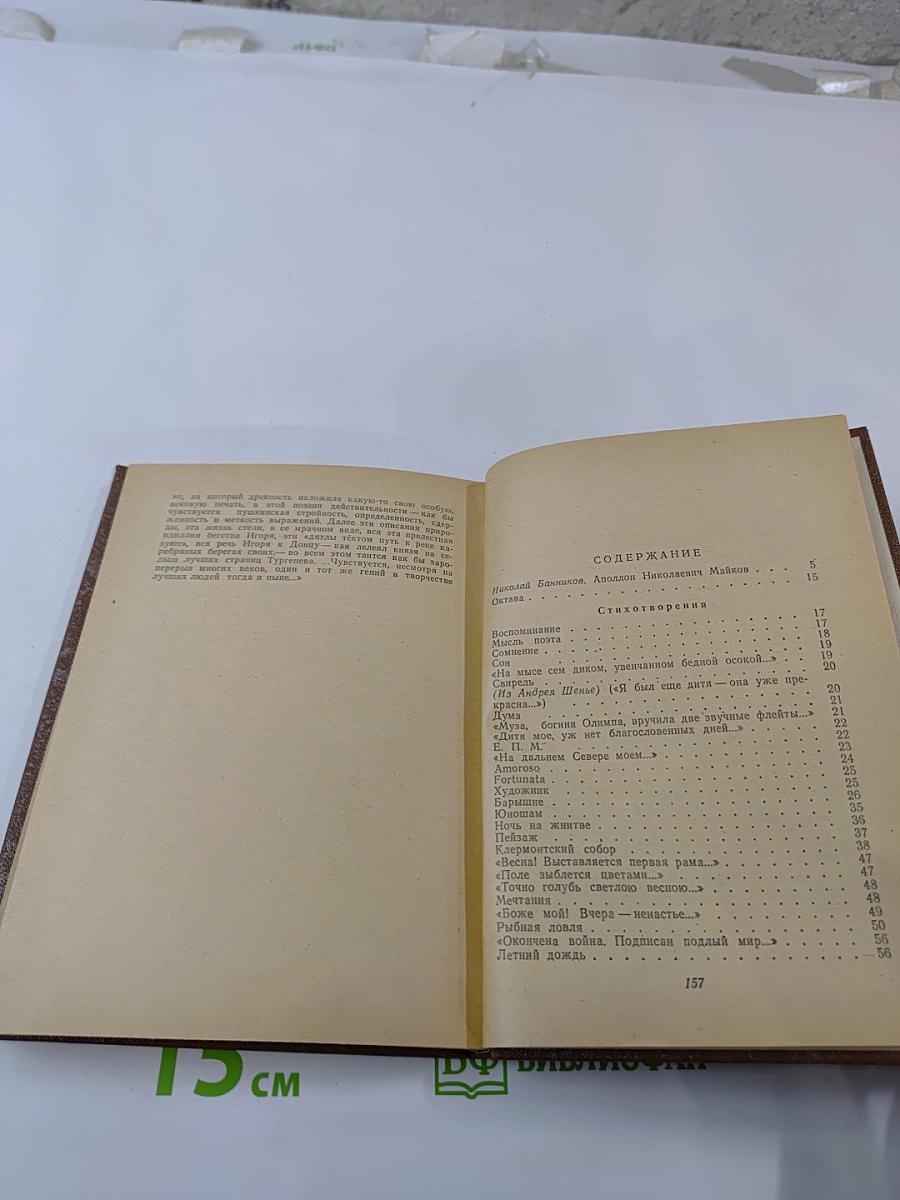 ке, на который древность наложила какую-то свою особую,
вековую печать, в этой поэзии действительности — как бы
чувствуется пушкинская стройность, определенность, сдер-
жанность и меткость выражений. Далее эти описания приро-
ды, эта жизнь степи, в ее мрачном виде, вся эта прелестная
идиллия бегства Игоря, эти «дятлы тёктом путь к реке ка-
зуют», вся речь Игоря к Донцу — как лелеял князя на се-
ребряных берегах своих,— во всем этом таится как бы заро-
дыш лучших страниц Тургенева. ...Чувствуется, несмотря на
перерыв многих веков, один и тот же гений в творчестве
лучших людей тогда и ныне...»
СОДЕРЖАНИЕ
Николай Банников. Аполлон Николаевич Майков . . . 5
Октава . . . 15
Стихотворения
Воспоминание . . . 17
Мысль поэта . . . 17
Сомнение . . . 18
Сон . . . 19
«На мысе сем диком, увенчанном бедной осокой...» . . 19
Свирель . . . 20
(Из Андрея Шенье) («Я был еще дитя — она уже пре-
красна...») . . . 20
Дума . . . 21
«Муза, богиня Олимпа, вручила две звучные флейты...» 21
«Дитя мое, уж нет благословенных дней...» . . . 22
Е. П. М. . . . 22
«На дальнем Севере моем...» . . . 23
Amoroso . . . 24
Fortunata . . . 25
Художник . . . 25
Барышне . . . 26
Юношам . . . 35
Ночь на жнитве . . . 36
Пейзаж . . . 37
Клермонтский собор . . . 38
«Весна! Выставляется первая рама...» . . . 47
«Поле зыблется цветами...» . . . 47
«Точно голубь светлою весною...» . . . 48
Мечтания . . . 48
«Боже мой! Вчера — ненастье...» . . . 49
Рыбная ловля . . . 50
«Окончена война. Подписан подлый мир...» . . . 56
Летний дождь . . . 56
157
15 см
БФ БИБЛИОФАН